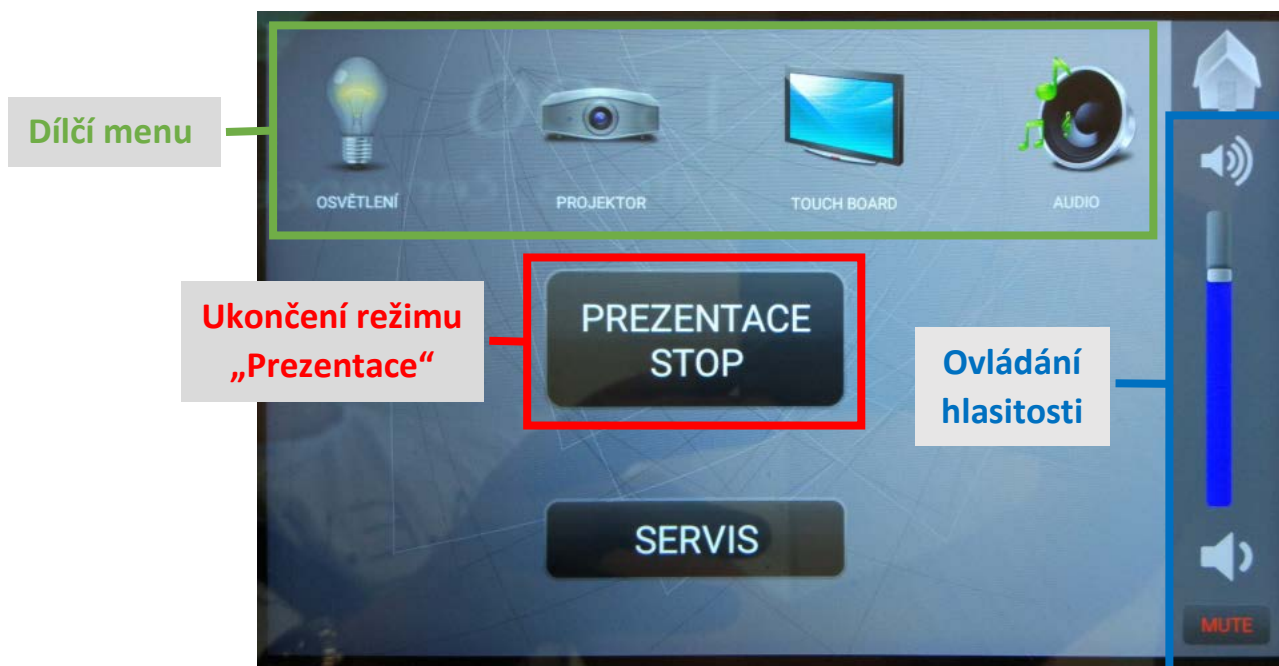 Dílčí menu
OSVĚTLENÍ
PROJEKTOR
TOUCH BOARD
AUDIO
Ukončení režimu
„Prezentace“
PREZENTACE
STOP
Ovládání
hlasitosti
SERVIS
MUTE